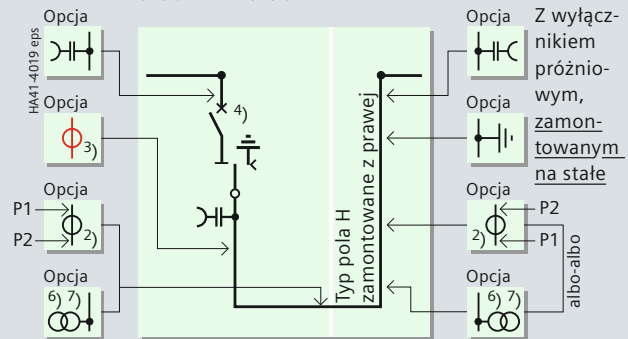 Opcja
HA41-4019 eps
Opcja
3)
Opcja
P1
P2
2)
Opcja
6) 7)
4)
Typ pola H
zamontowane z prawej
Opcja
Opcja
Opcja
2)
P2
P1
Opcja
6) 7)
albo-albo
Z wyłącz-
nikiem
próżnio-
wym,
zamon-
towanym
na stałe